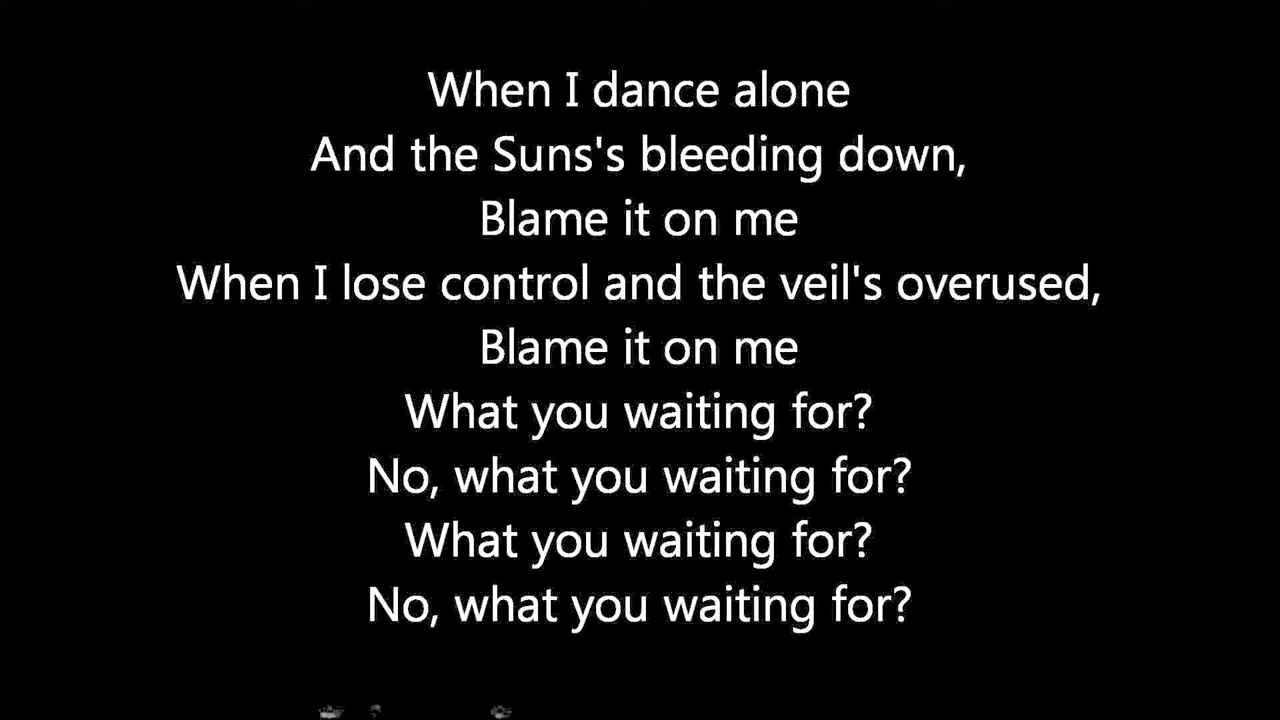 When I dance alone
And the Suns's bleeding down,
Blame it on me
When I lose control and the veil's overused,
Blame it on me
What you waiting for?
No, what you waiting for?
What you waiting for?
No, what you waiting for?